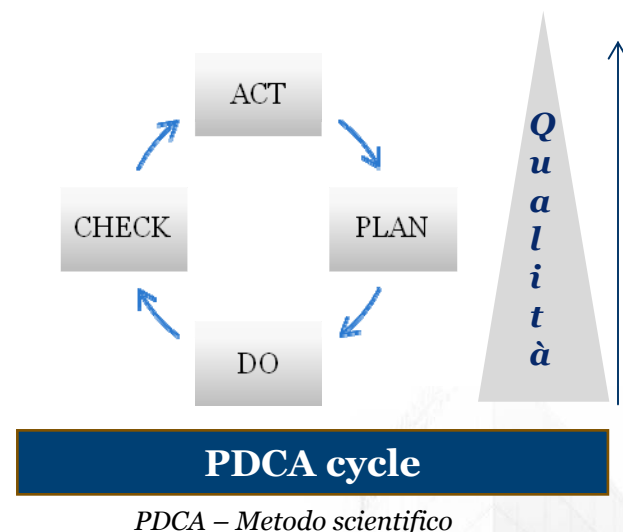 ACT
CHECK
PLAN
DO
Q
u
a
l
i
t
à
PDCA cycle
PDCA – Metodo scientifico